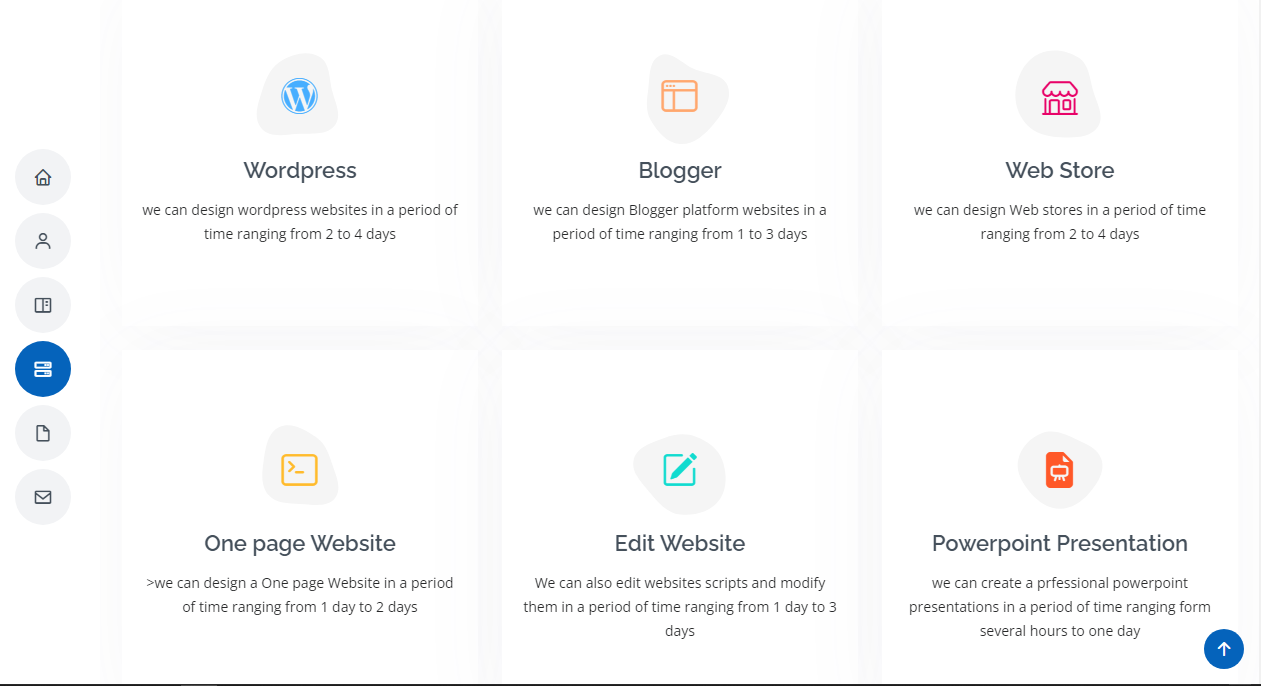 Wordpress
we can design wordpress websites in a period of
time ranging from 2 to 4 days
Blogger
we can design Blogger platform websites in a
period of time ranging from 1 to 3 days
Web Store
we can design Web stores in a period of time
ranging from 2 to 4 days
One page Website
>we can design a One page Website in a period
of time ranging from 1 day to 2 days
Edit Website
We can also edit websites scripts and modify
them in a period of time ranging from 1 day to 3
days
Powerpoint Presentation
we can create a prfessional powerpoint
presentations in a period of time ranging form
several hours to one day